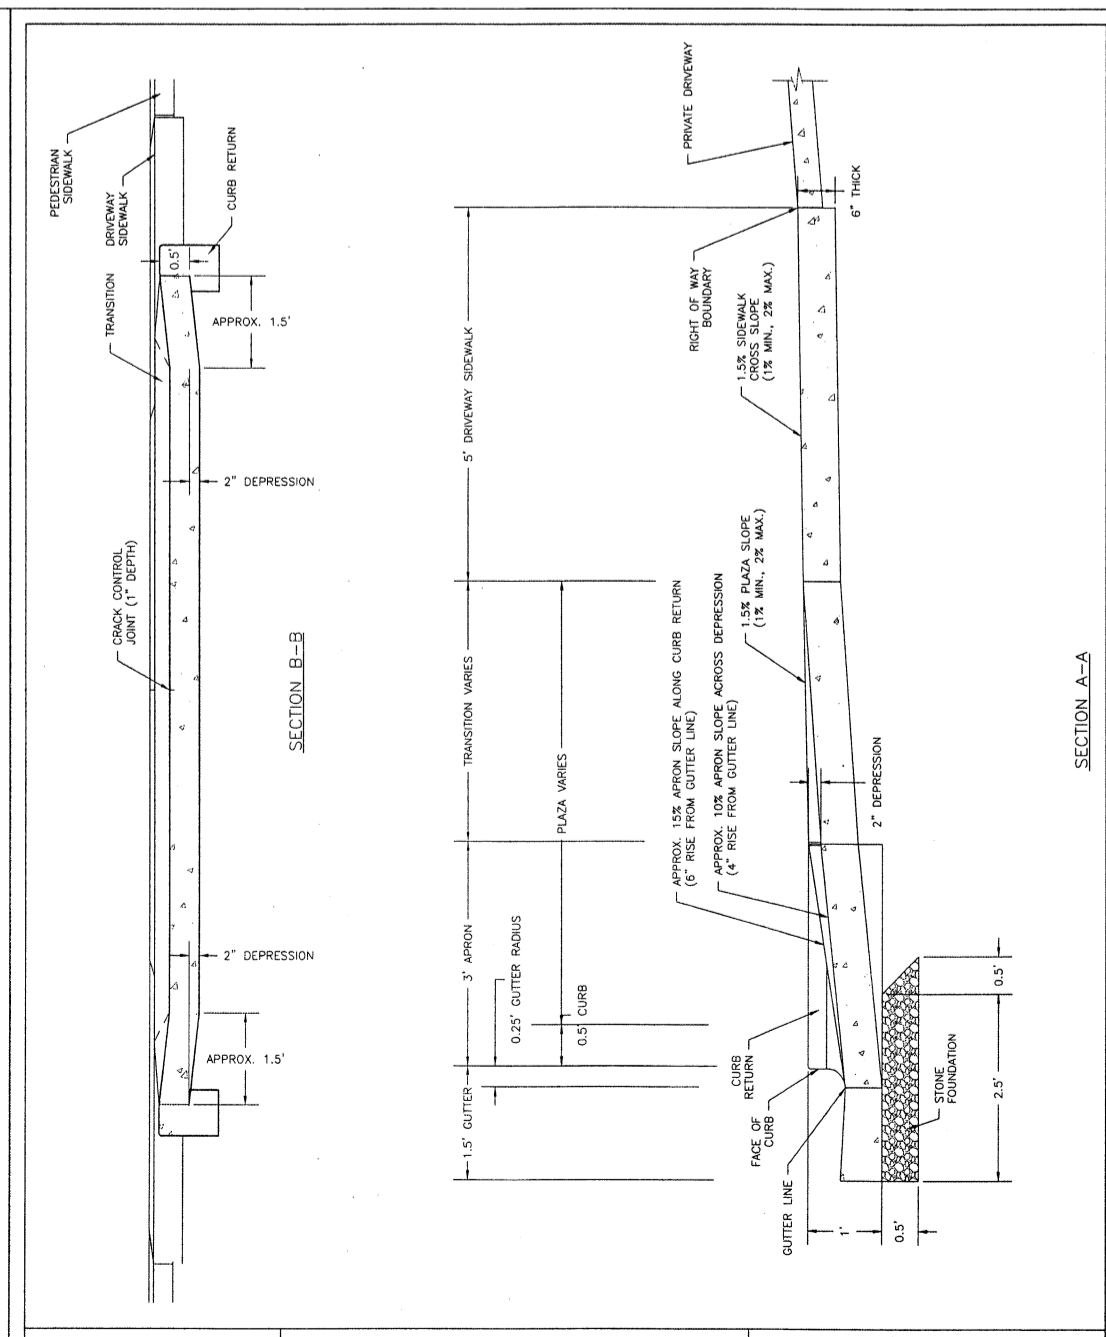 PEDESTRIAN
SIDEWALK
DRIVEWAY
SIDEWALK
TRANSITION
CURB RETURN
0.5'
APPROX. 1.5'
2" DEPRESSION
CRACK CONTROL
JOINT (1" DEPTH)
2" DEPRESSION
APPROX. 1.5'
SECTION B-B
5' DRIVEWAY SIDEWALK
TRANSITION VARIES
PLAZA VARIES
3' APRON
0.25' GUTTER RADIUS
0.5' CURB
1.5' GUTTER
PRIVATE DRIVEWAY
6" THICK
RIGHT OF WAY
BOUNDARY
1.5% SIDEWALK
CROSS SLOPE
(1% MIN., 2% MAX.)
1.5% PLAZA SLOPE
(1% MIN., 2% MAX.)
APPROX. 15% APRON SLOPE ALONG CURB RETURN
(6" RISE FROM GUTTER LINE)
APPROX. 10% APRON SLOPE ACROSS DEPRESSION
(4" RISE FROM GUTTER LINE)
2" DEPRESSION
CURB
RETURN
FACE OF
CURB
GUTTER LINE
1'
0.5'
STONE
FOUNDATION
2.5'
0.5'
SECTION A-A